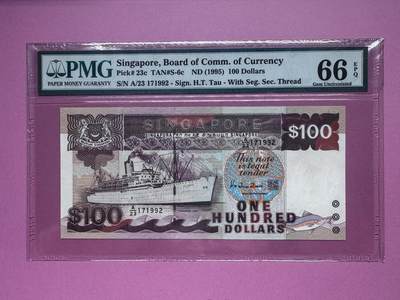 PMG
PAPER MONEY GUARANTY
Singapore, Board of Comm. of Currency
Pick# 23c TAN#S-6c ND (1995) 100 Dollars
S/N A/23 171992 - Sign. H.T. Tau - With Seg. Sec. Thread
66 EPQ
Gem Uncirculated
SINGAPORE
A/23 171992
$100
This note
is legal
tender
$100
A/23 171992
ONE
HUNDRED
DOLLARS